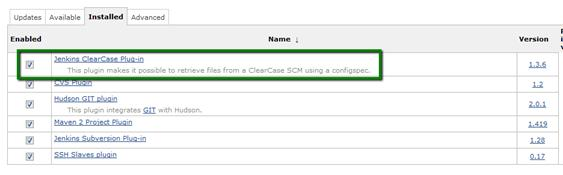 Updates Available Installed Advanced
Enabled Name ↓ Version
Jenkins ClearCase Plug-in 1.3.6
This plugin makes it possible to retrieve files from a ClearCase SCM using a configspec.
CVS Plugin 1.2
Hudson GIT plugin 2.0.1
This plugin integrates GIT with Hudson.
Maven 2 Project Plugin 1.419
Jenkins Subversion Plug-in 1.28
SSH Slaves plugin 0.17